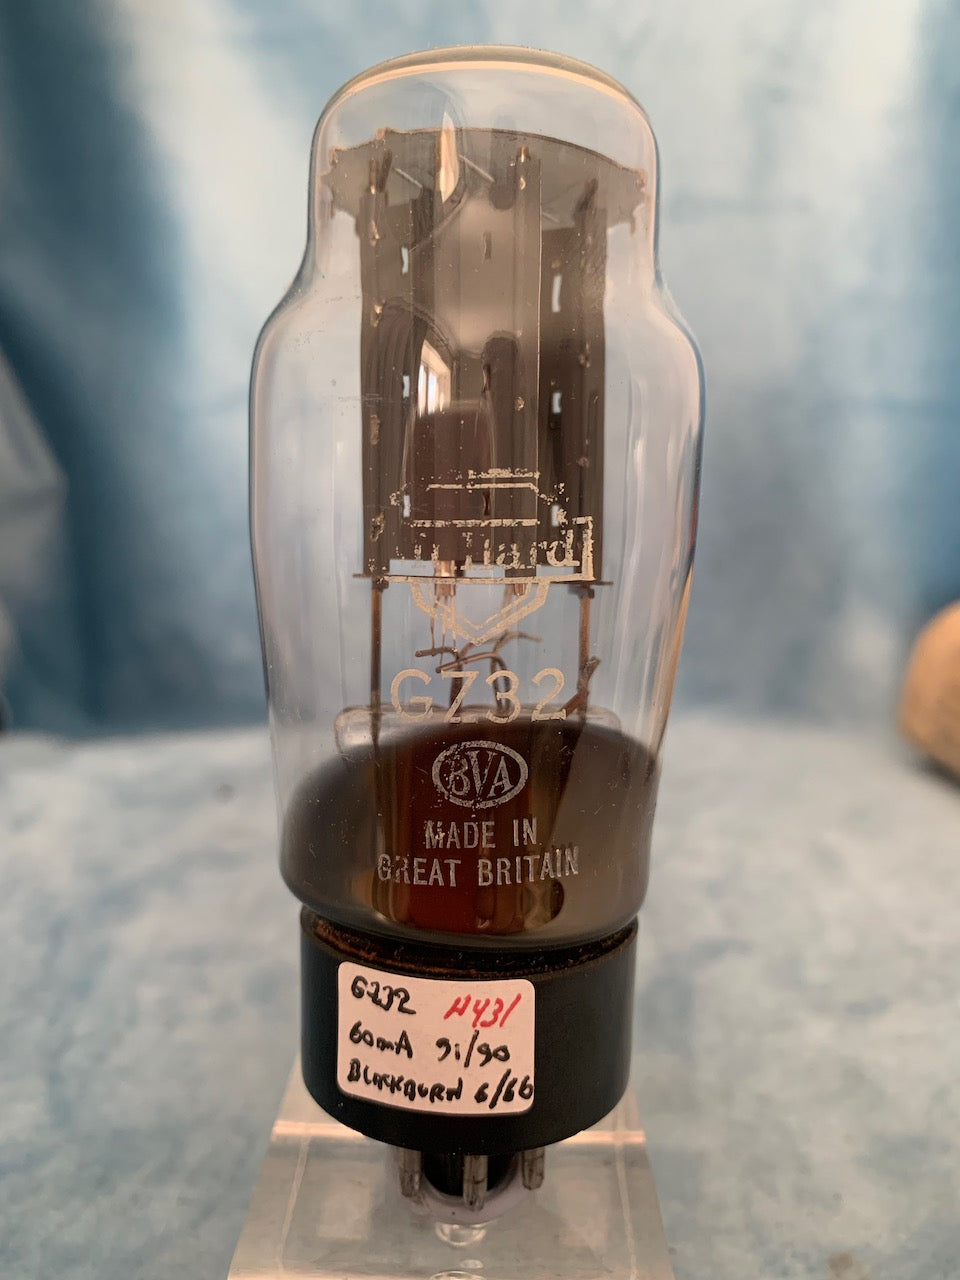 Mullard
GZ32
BVA
MADE IN
GREAT BRITAIN
GZ32 H431
60mA 91/90
BLACKBURN 6/66